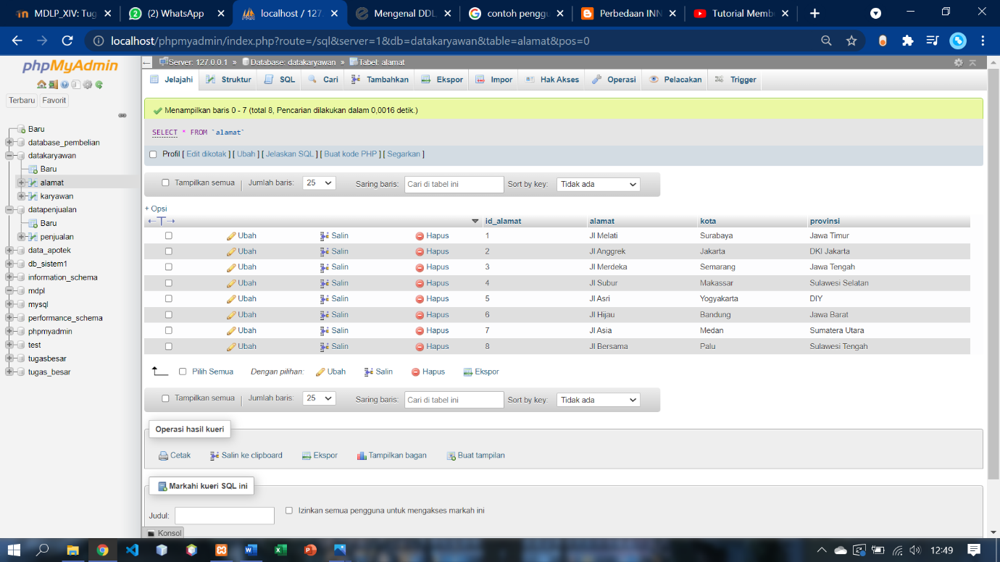 MDLP_XIV: Tug
(2) WhatsApp
localhost / 127
Mengenal DDL
contoh penggu
Perbedaan INN
Tutorial Memb
localhost/phpmyadmin/index.php?route=/sql&server=1&db=datakaryawan&table=alamat&pos=0
phpMyAdmin
Terbaru Favorit
Baru
database_pembelian
datakaryawan
Baru
alamat
karyawan
datapenjualan
Baru
penjualan
data_apotek
db_sistem1
information_schema
mdpl
mysql
performance_schema
phpmyadmin
test
tugasbesar
tugas_besar
Server: 127.0.0.1 » Database: datakaryawan » Tabel: alamat
Jelajahi Struktur SQL Cari Tambahkan Ekspor Impor Hak Akses Operasi Pelacakan Trigger
Menampilkan baris 0 - 7 (total 8, Pencarian dilakukan dalam 0,0016 detik.)
SELECT * FROM `alamat`
Profil [ Edit dikotak ] [ Ubah ] [ Jelaskan SQL ] [ Buat kode PHP ] [ Segarkan ]
Tampilkan semua Jumlah baris: 25 Saring baris: Cari di tabel ini Sort by key: Tidak ada
+ Opsi
←T→ id_alamat alamat kota provinsi
Ubah Salin Hapus 1 Jl Melati Surabaya Jawa Timur
Ubah Salin Hapus 2 Jl Anggrek Jakarta DKI Jakarta
Ubah Salin Hapus 3 Jl Merdeka Semarang Jawa Tengah
Ubah Salin Hapus 4 Jl Subur Makassar Sulawesi Selatan
Ubah Salin Hapus 5 Jl Asri Yogyakarta DIY
Ubah Salin Hapus 6 Jl Hijau Bandung Jawa Barat
Ubah Salin Hapus 7 Jl Asia Medan Sumatera Utara
Ubah Salin Hapus 8 Jl Bersama Palu Sulawesi Tengah
Pilih Semua Dengan pilihan: Ubah Salin Hapus Ekspor
Tampilkan semua Jumlah baris: 25 Saring baris: Cari di tabel ini Sort by key: Tidak ada
Operasi hasil kueri
Cetak Salin ke clipboard Ekspor Tampilkan bagan Buat tampilan
Markahi kueri SQL ini
Judul: Izinkan semua pengguna untuk mengakses markah ini
Konsol
12:49